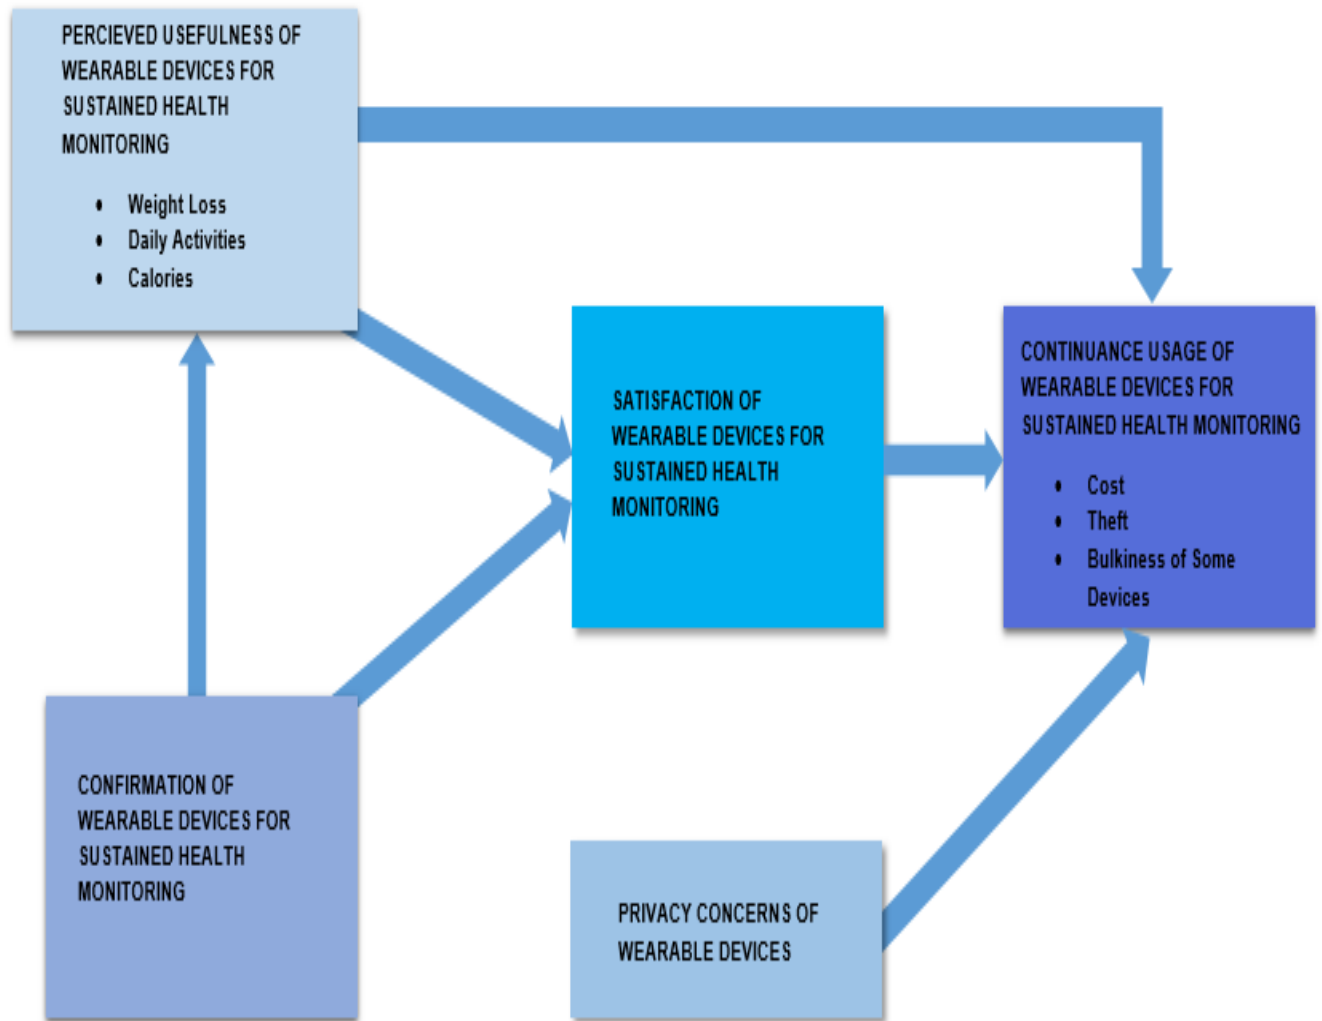 PERCIEVED USEFULNESS OF
WEARABLE DEVICES FOR
SUSTAINED HEALTH
MONITORING
• Weight Loss
• Daily Activities
• Calories
SATISFACTION OF
WEARABLE DEVICES FOR
SUSTAINED HEALTH
MONITORING
CONTINUANCE USAGE OF
WEARABLE DEVICES FOR
SUSTAINED HEALTH MONITORING
• Cost
• Theft
• Bulkiness of Some
Devices
CONFIRMATION OF
WEARABLE DEVICES FOR
SUSTAINED HEALTH
MONITORING
PRIVACY CONCERNS OF
WEARABLE DEVICES